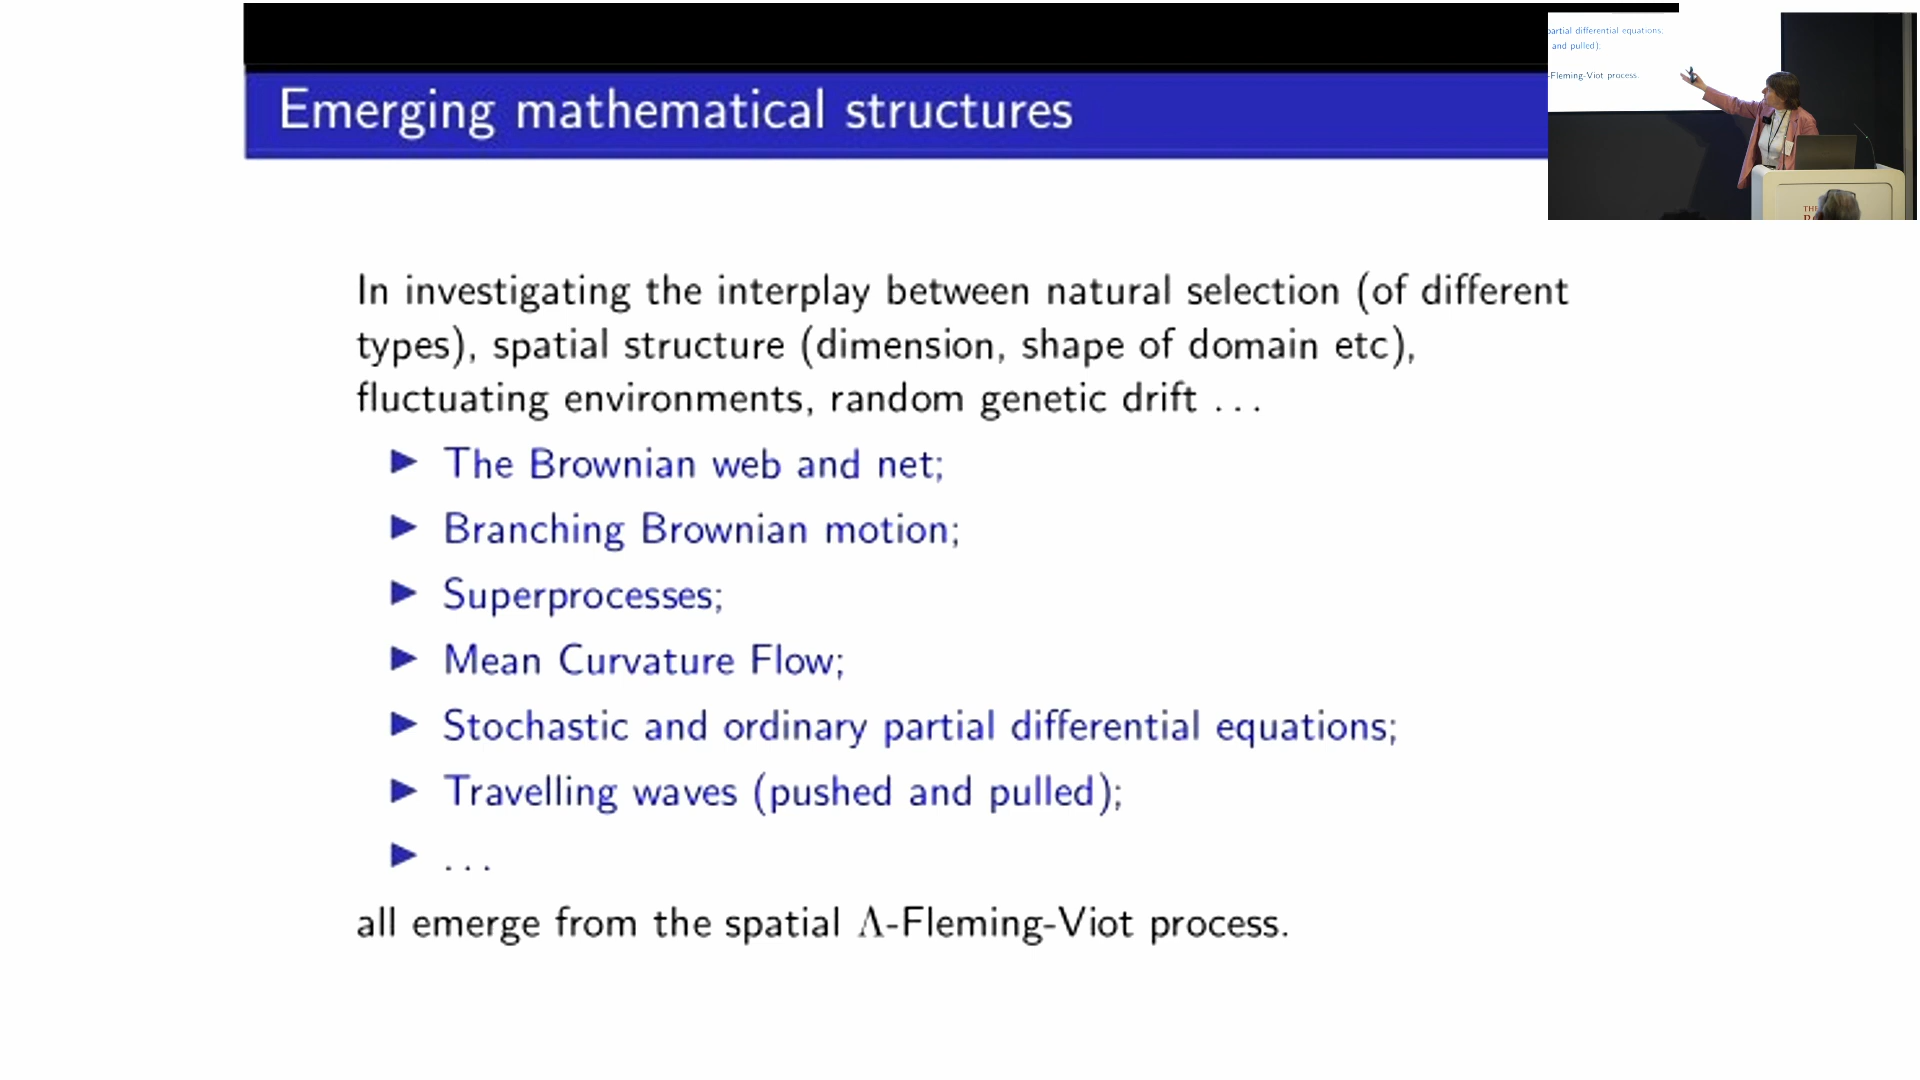 Emerging mathematical structures
In investigating the interplay between natural selection (of different
types), spatial structure (dimension, shape of domain etc),
fluctuating environments, random genetic drift . . .
▶ The Brownian web and net;
▶ Branching Brownian motion;
▶ Superprocesses;
▶ Mean Curvature Flow;
▶ Stochastic and ordinary partial differential equations;
▶ Travelling waves (pushed and pulled);
▶ . . .
all emerge from the spatial Λ-Fleming-Viot process.
partial differential equations;
and pulled);
-Fleming-Viot process.
THE